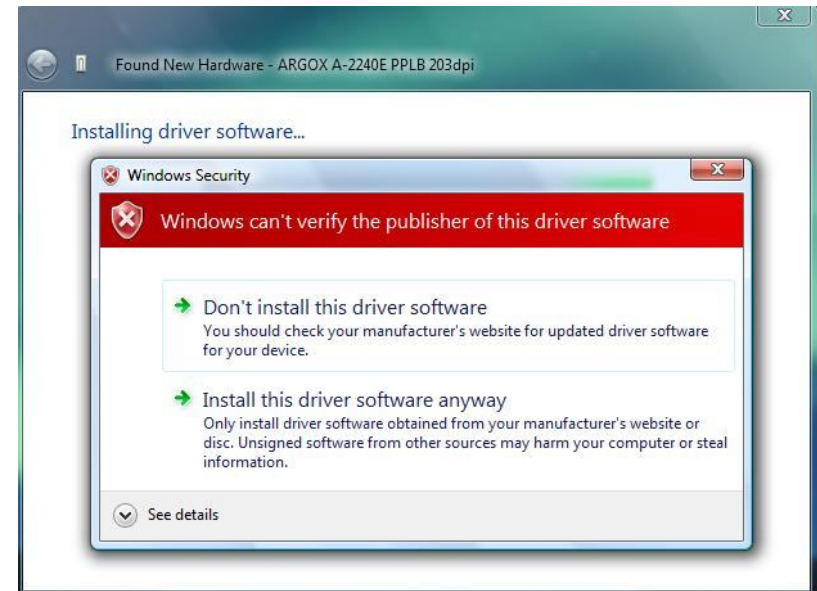 Found New Hardware - ARGOX A-2240E PPLB 203dpi
Installing driver software...
Windows Security
Windows can't verify the publisher of this driver software
Don't install this driver software
You should check your manufacturer's website for updated driver software
for your device.
Install this driver software anyway
Only install driver software obtained from your manufacturer's website or
disc. Unsigned software from other sources may harm your computer or steal
information.
See details